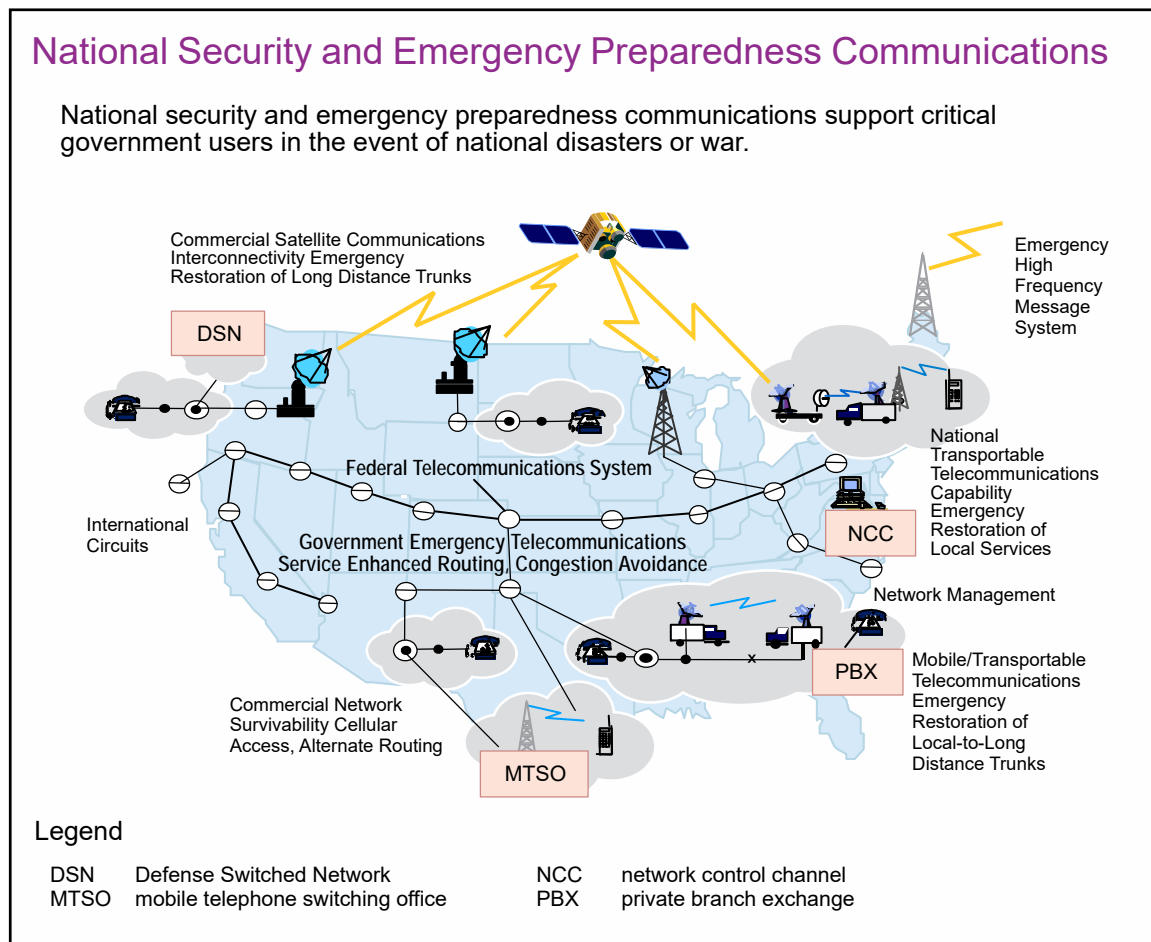 National Security and Emergency Preparedness Communications
National security and emergency preparedness communications support critical
government users in the event of national disasters or war.
Commercial Satellite Communications
Interconnectivity Emergency
Restoration of Long Distance Trunks
Emergency
High
Frequency
Message
System
DSN
National
Transportable
Telecommunications
Capability
Emergency
Restoration of
Local Services
Federal Telecommunications System
International
Circuits
NCC
Government Emergency Telecommunications
Service Enhanced Routing, Congestion Avoidance
Network Management
x
PBX
Mobile/Transportable
Telecommunications
Emergency
Restoration of
Local-to-Long
Distance Trunks
Commercial Network
Survivability Cellular
Access, Alternate Routing
MTSO
Legend
DSN Defense Switched Network
MTSO mobile telephone switching office
NCC network control channel
PBX private branch exchange